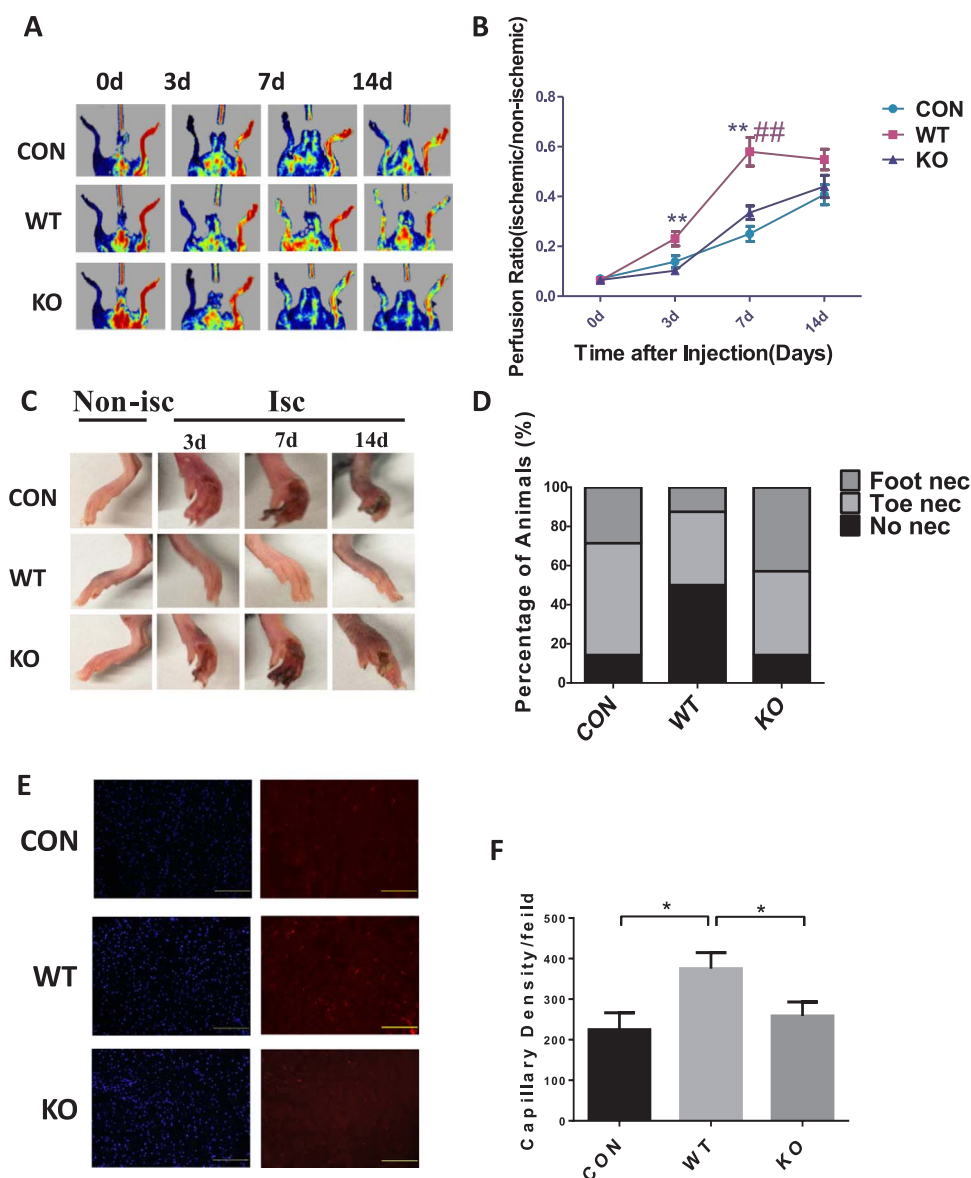 A
0d 3d 7d 14d
CON
WT
KO
B
Perfusion Ratio(ischemic/non-ischemic)
0.8
0.6
0.4
0.2
0.0
** ##
**
0d 3d 7d 14d
Time after Injection(Days)
CON
WT
KO
C
Non-isc Isc
3d 7d 14d
CON
WT
KO
D
Percentage of Animals (%)
100
80
60
40
20
0
CON WT KO
Foot nec
Toe nec
No nec
E
CON
WT
KO
F
Capillary Density/feild
500
400
300
200
100
0
* *
CON WT KO